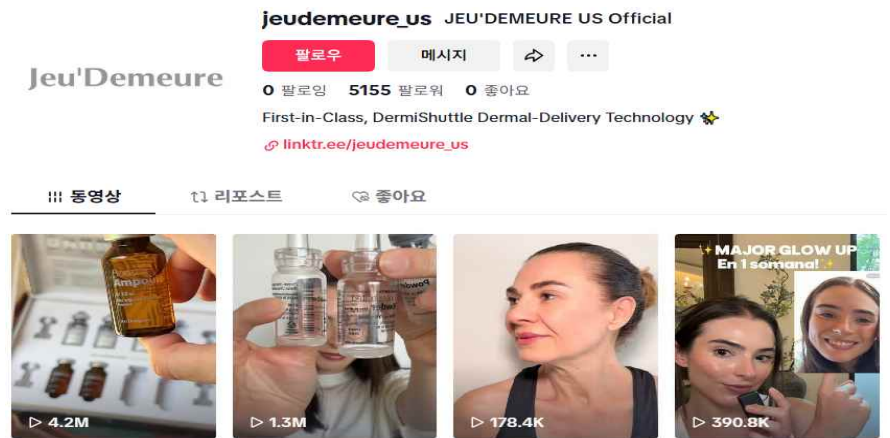 jeudemeure_us JEU'DEMEURE US Official
Jeu'Demeure
팔로우 메시지
0 팔로잉 5155 팔로워 0 좋아요
First-in-Class, DermiShuttle Dermal-Delivery Technology ✨
linktr.ee/jeudemeure_us
동영상 리포스트 좋아요
Ampoule
4.2M
Powder
1.3M
178.4K
MAJOR GLOW UP
En 1 somana!
390.8K